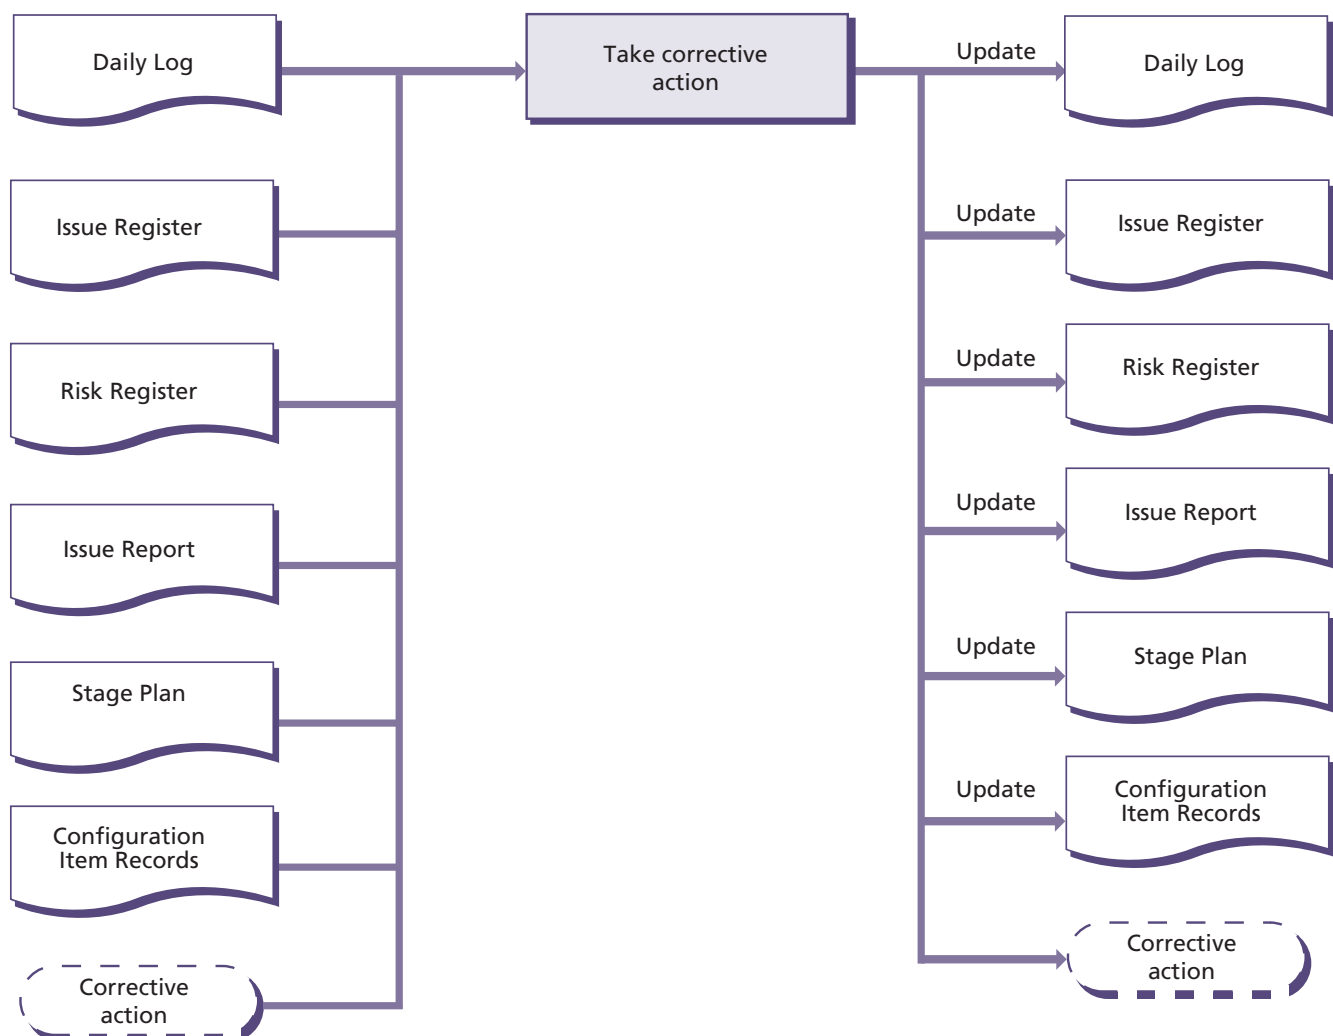 Daily Log
Take corrective
action
Update
Daily Log
Issue Register
Update
Issue Register
Risk Register
Update
Risk Register
Issue Report
Update
Issue Report
Stage Plan
Update
Stage Plan
Configuration
Item Records
Update
Configuration
Item Records
Corrective
action
Corrective
action